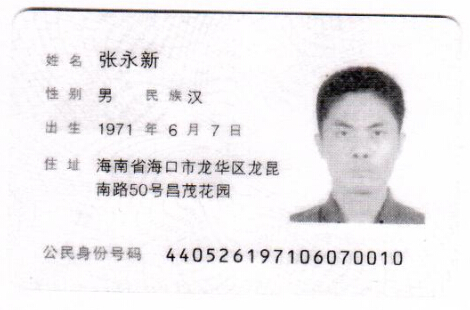 姓名 张永新
性别 男 民族 汉
出生 1971 年 6 月 7 日
住址 海南省海口市龙华区龙昆
南路50号昌茂花园
公民身份号码 440526197106070010